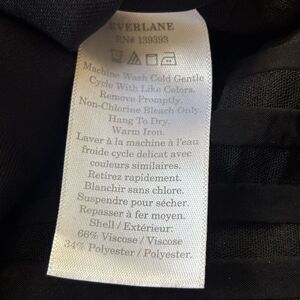 EVERLANE
RN# 139393
Machine Wash Cold Gentle
Cycle With Like Colors.
Remove Promptly.
Non-Chlorine Bleach Only.
Hang To Dry.
Warm Iron.
Laver à la machine à l'eau
froide cycle delicat avec
couleurs similaires.
Retirez rapidement.
Blanchir sans chlore.
Suspendre pour sécher.
Repasser à fer moyen.
Shell / Extérieur:
66% Viscose / Viscose
34% Polyester / Polyester.